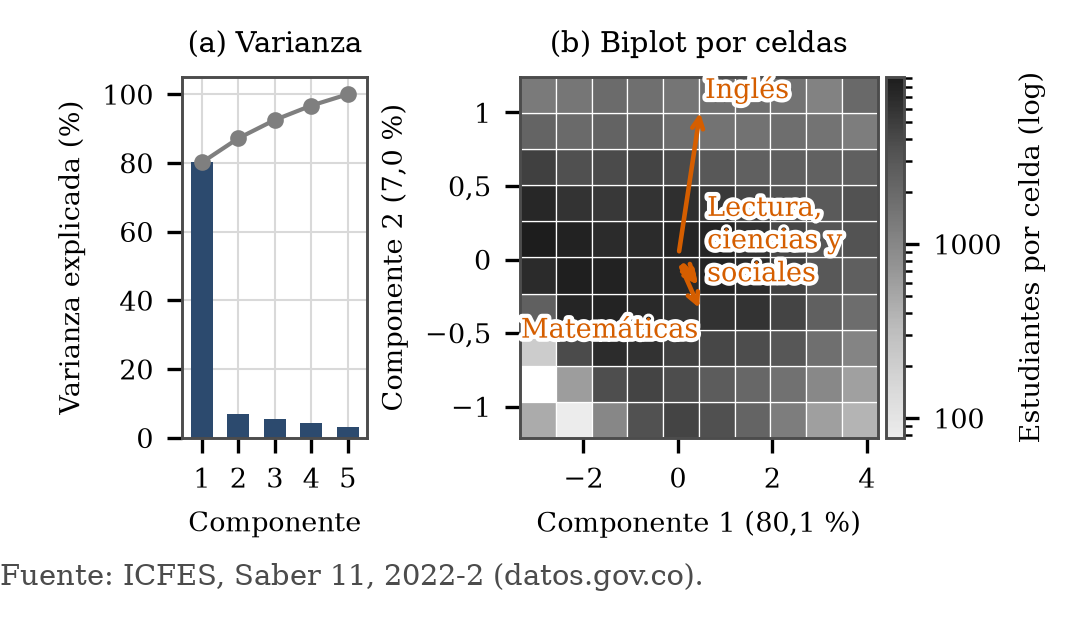 (a) Varianza
Varianza explicada (%)
100
80
60
40
20
0
1 2 3 4 5
Componente
(b) Biplot por celdas
Componente 2 (7,0 %)
1
0,5
0
−0,5
−1
Inglés
Lectura,
ciencias y
sociales
Matemáticas
−2 0 2 4
Componente 1 (80,1 %)
1000
100
Estudiantes por celda (log)
Fuente: ICFES, Saber 11, 2022-2 (datos.gov.co).